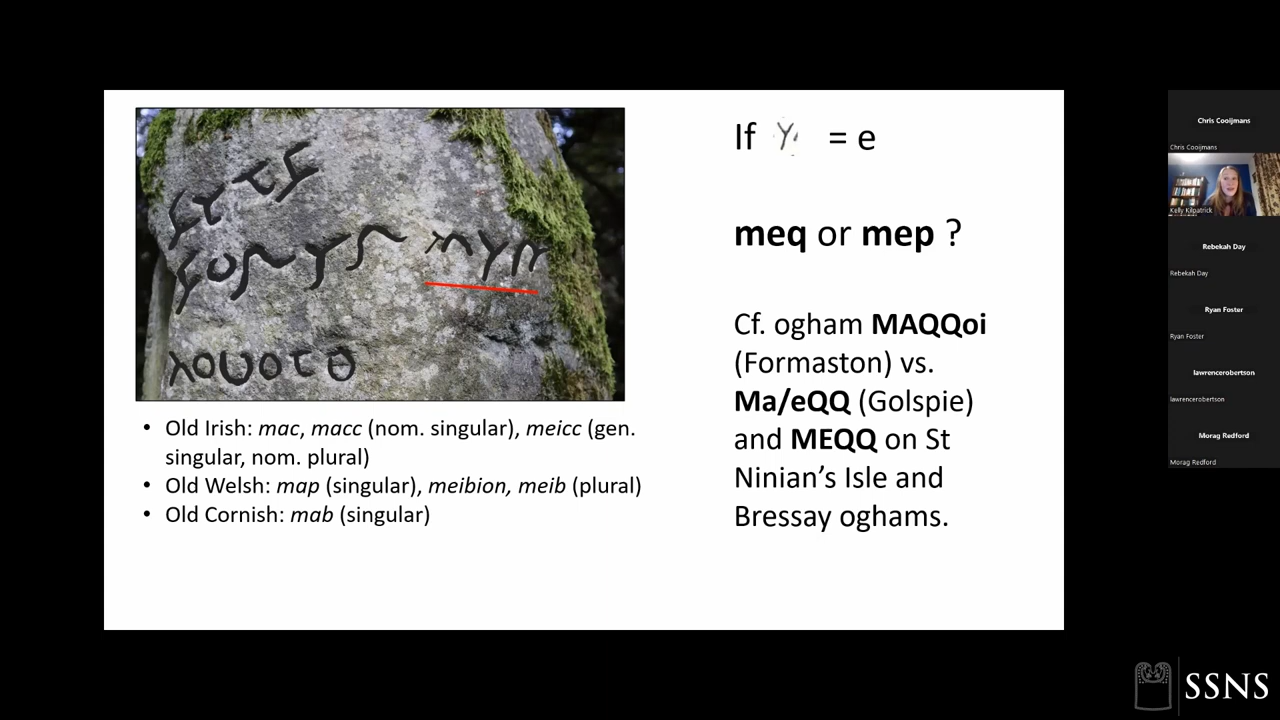 If = e
meq or mep ?
Cf. ogham MAQQoi
(Formaston) vs.
Ma/eQQ (Golspie)
and MEQQ on St
Ninian’s Isle and
Bressay oghams.
• Old Irish: mac, macc (nom. singular), meicc (gen.
singular, nom. plural)
• Old Welsh: map (singular), meibion, meib (plural)
• Old Cornish: mab (singular)
Chris Cooijmans
Chris Cooijmans
Kelly Kilpatrick
Rebekah Day
Rebekah Day
Ryan Foster
Ryan Foster
lawrencerobertson
lawrencerobertson
Morag Redford
Morag Redford
SSNS